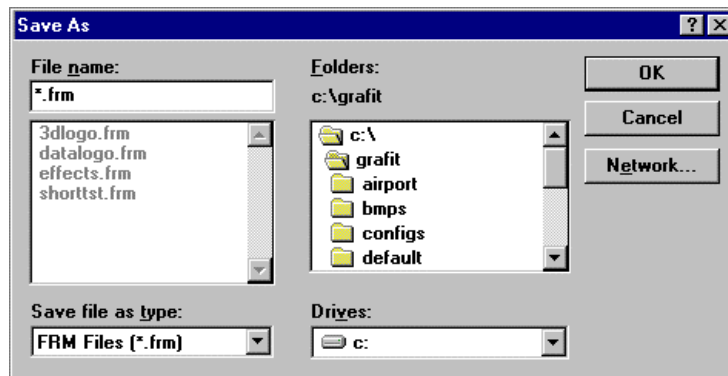 Save As
File name:
*.frm
3dlogo.frm
datalogo.frm
effects.frm
shorttst.frm
Save file as type:
FRM Files (*.frm)
Folders:
c:\grafit
c:\
grafit
airport
bmps
configs
default
Drives:
c:
OK
Cancel
Network...